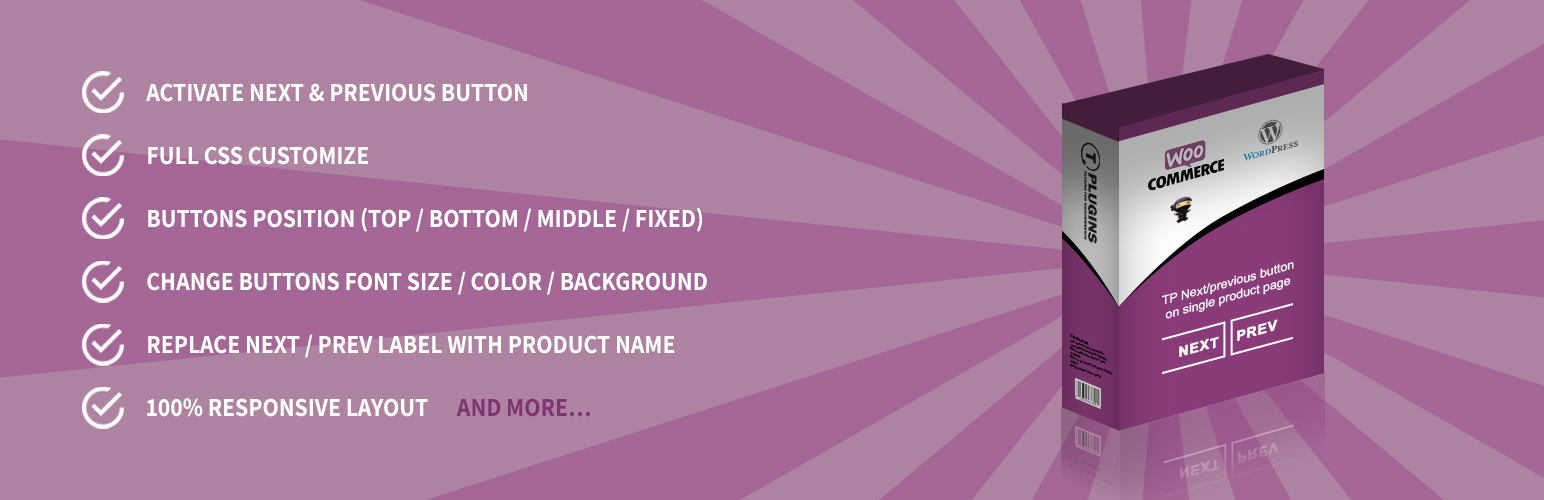 ACTIVATE NEXT & PREVIOUS BUTTON
FULL CSS CUSTOMIZE
BUTTONS POSITION (TOP / BOTTOM / MIDDLE / FIXED)
CHANGE BUTTONS FONT SIZE / COLOR / BACKGROUND
REPLACE NEXT / PREV LABEL WITH PRODUCT NAME
100% RESPONSIVE LAYOUT AND MORE...
T PLUGINS
WOO
COMMERCE
W
WORDPRESS
TP Next/previous button
on single product page
NEXT PREV